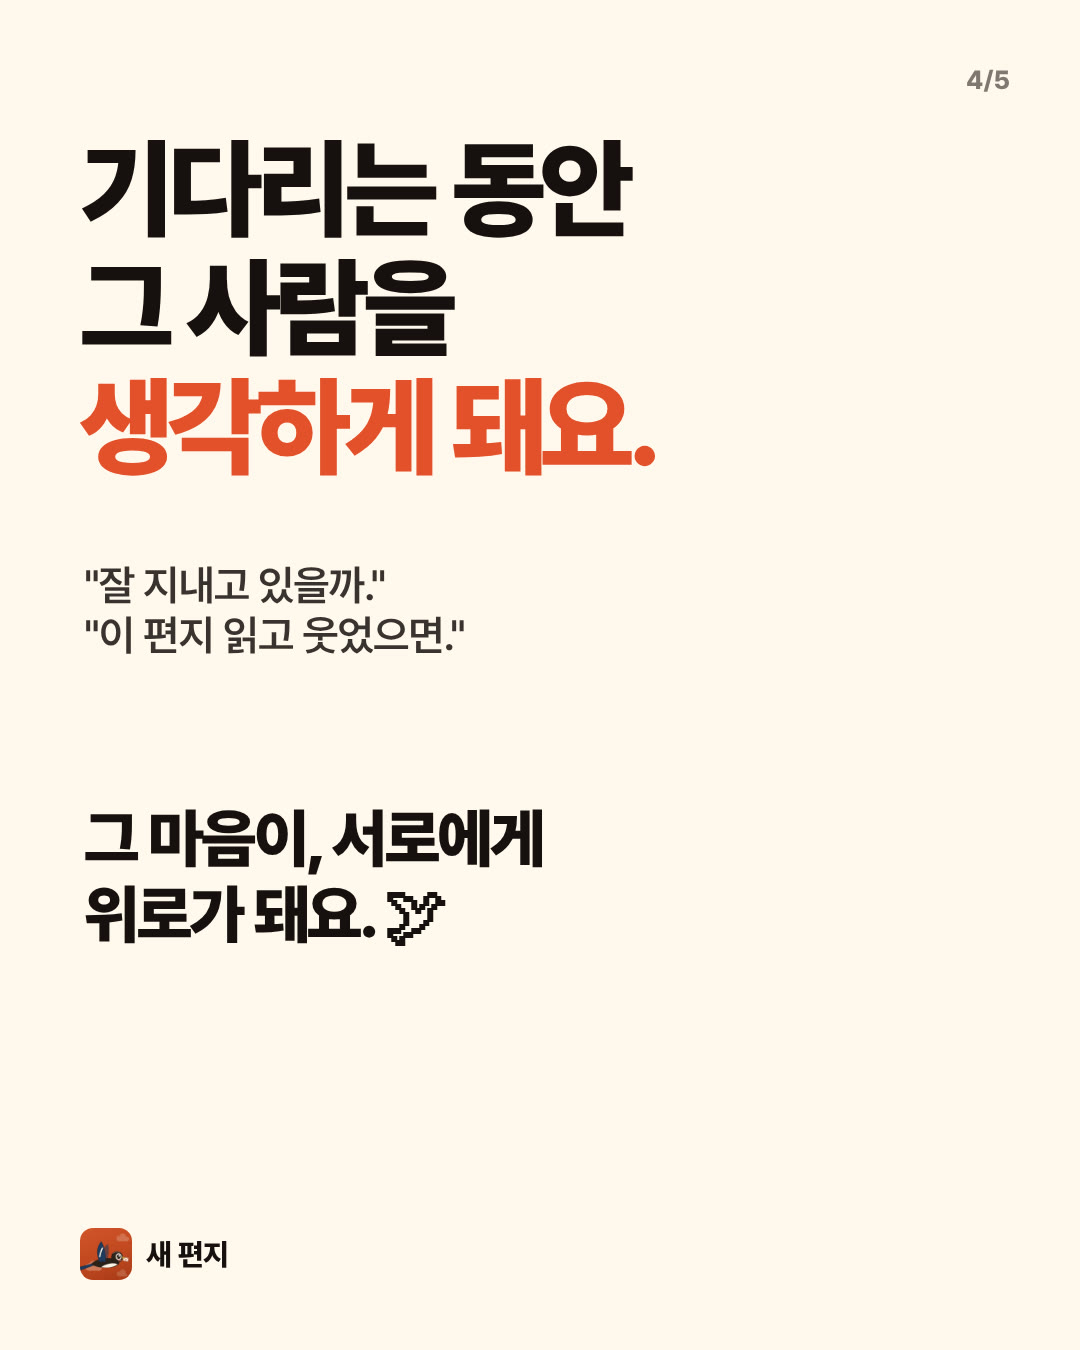 4/5
기다리는 동안
그 사람을
생각하게 돼요.
"잘 지내고 있을까."
"이 편지 읽고 웃었으면."
그 마음이, 서로에게
위로가 돼요. 🕊
새 편지